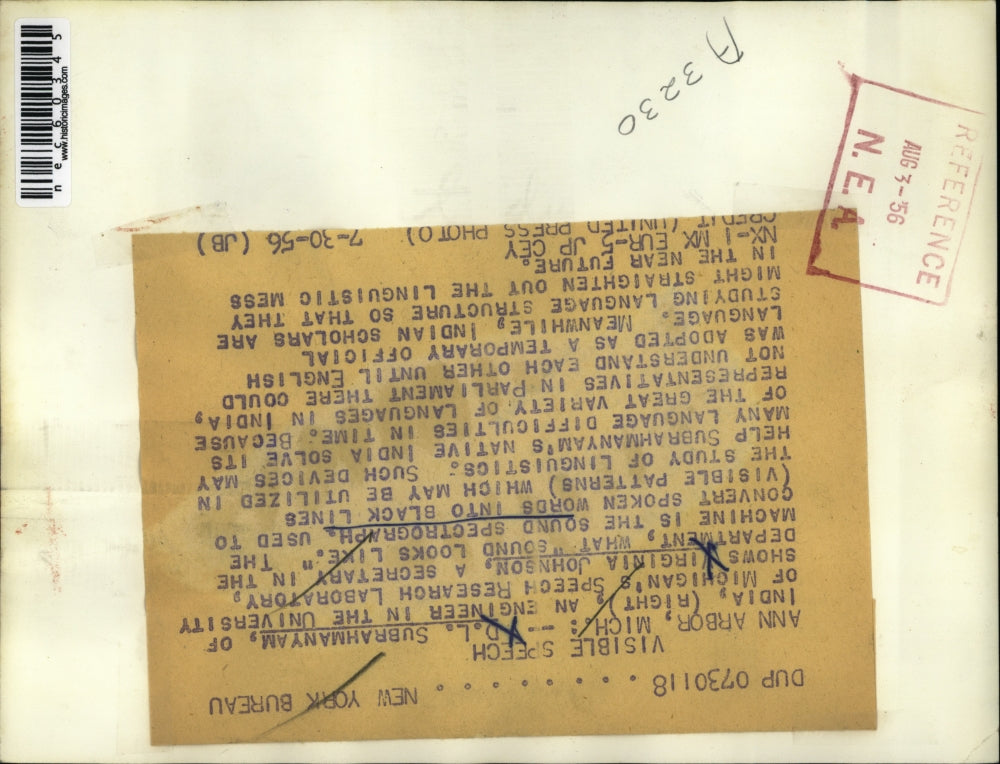 DUP 0730118 . . . . . . . . . NEW YORK BUREAU
VISIBLE SPEECH
ANN ARBOR, MICH.: -- D.L. SUBRAHMANYAM, OF
INDIA, (RIGHT), AN ENGINEER IN THE UNIVERSITY
OF MICHIGAN'S SPEECH RESEARCH LABORATORY,
SHOWS VIRGINIA JOHNSON, A SECRETARY IN THE
DEPARTMENT, WHAT "SOUND LOOKS LIKE." THE
MACHINE IS THE SOUND SPECTROGRAPH, USED TO
CONVERT SPOKEN WORDS INTO BLACK LINES
(VISIBLE PATTERNS) WHICH MAY BE UTILIZED IN
THE STUDY OF LINGUISTICS. SUCH DEVICES MAY
HELP SUBRAHMANYAM'S NATIVE INDIA SOLVE ITS
MANY LANGUAGE DIFFICULTIES IN TIME. BECAUSE
OF THE GREAT VARIETY OF LANGUAGES IN INDIA,
REPRESENTATIVES IN PARLIAMENT THERE COULD
NOT UNDERSTAND EACH OTHER UNTIL ENGLISH
WAS ADOPTED AS A TEMPORARY OFFICIAL
LANGUAGE. MEANWHILE, INDIAN SCHOLARS ARE
STUDYING LANGUAGE STRUCTURE SO THAT THEY
MIGHT STRAIGHTEN OUT THE LINGUISTIC MESS
IN THE NEAR FUTURE.
NX-1 MX EUR-5 JP CEY
CREDIT (UNITED PRESS PHOTO) 7-30-56 (JB)
REFERENCE
AUG 3-'56
N. E. A.
A 3230
nec60345
www.historicimages.com